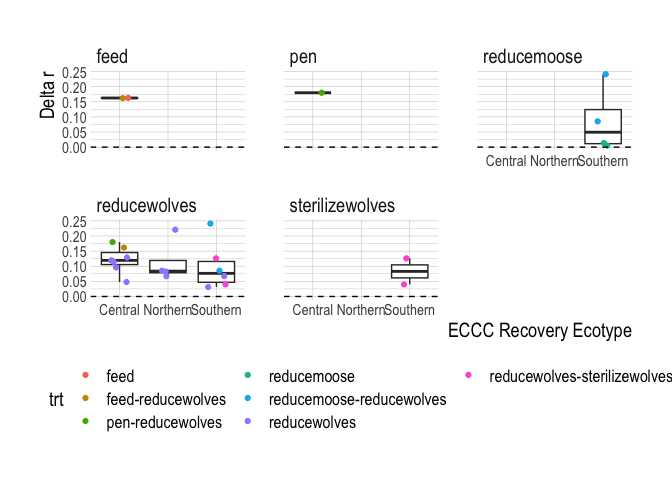 feed
pen
reducemoose
Delta r
0.25
0.20
0.15
0.10
0.05
0.00
Central Northern Southern
reducewolves
sterilizewolves
0.25
0.20
0.15
0.10
0.05
0.00
Central Northern Southern
Central Northern Southern
ECCC Recovery Ecotype
trt
feed
feed-reducewolves
pen-reducewolves
reducemoose
reducemoose-reducewolves
reducewolves
reducewolves-sterilizewolves